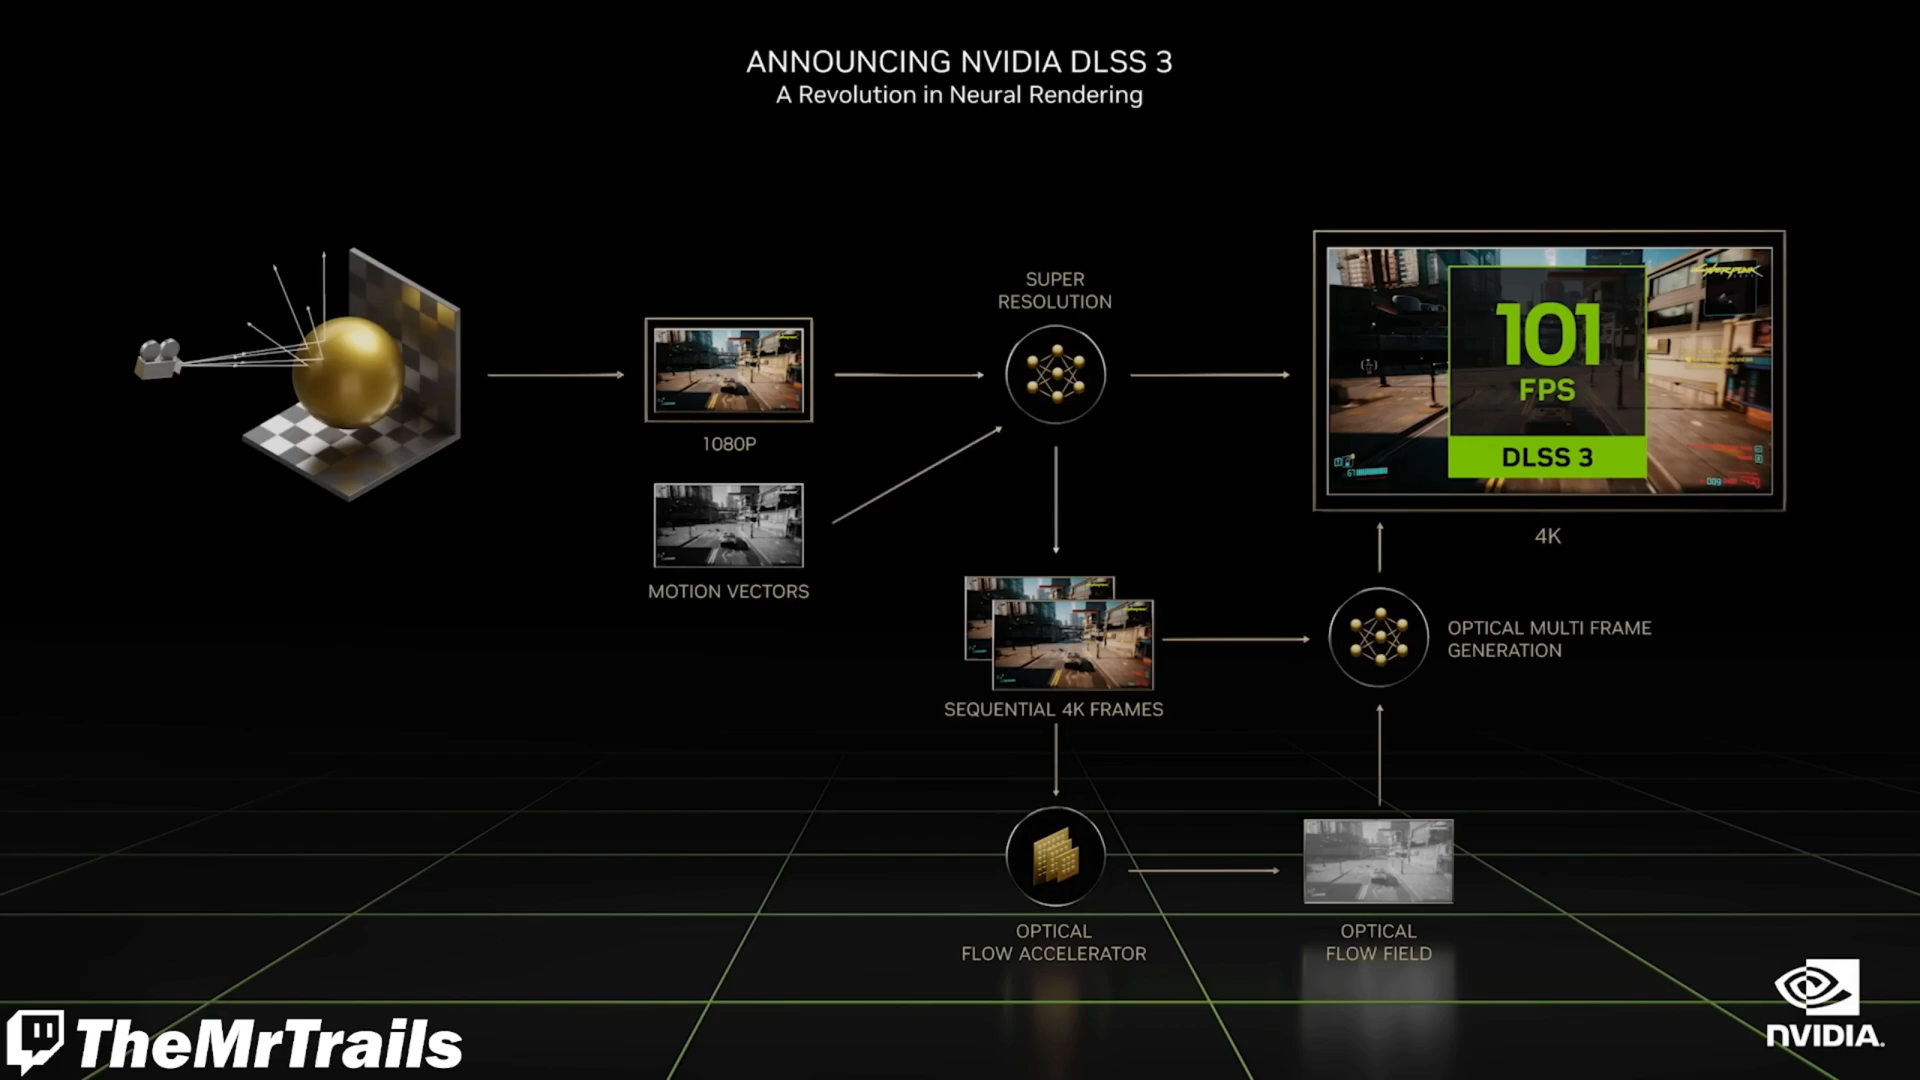 ANNOUNCING NVIDIA DLSS 3
A Revolution in Neural Rendering
SUPER
RESOLUTION
1080P
MOTION VECTORS
101
FPS
DLSS 3
CYBERPUNK
4K
SEQUENTIAL 4K FRAMES
OPTICAL MULTI FRAME
GENERATION
OPTICAL
FLOW ACCELERATOR
OPTICAL
FLOW FIELD
TheMrTrails
NVIDIA.